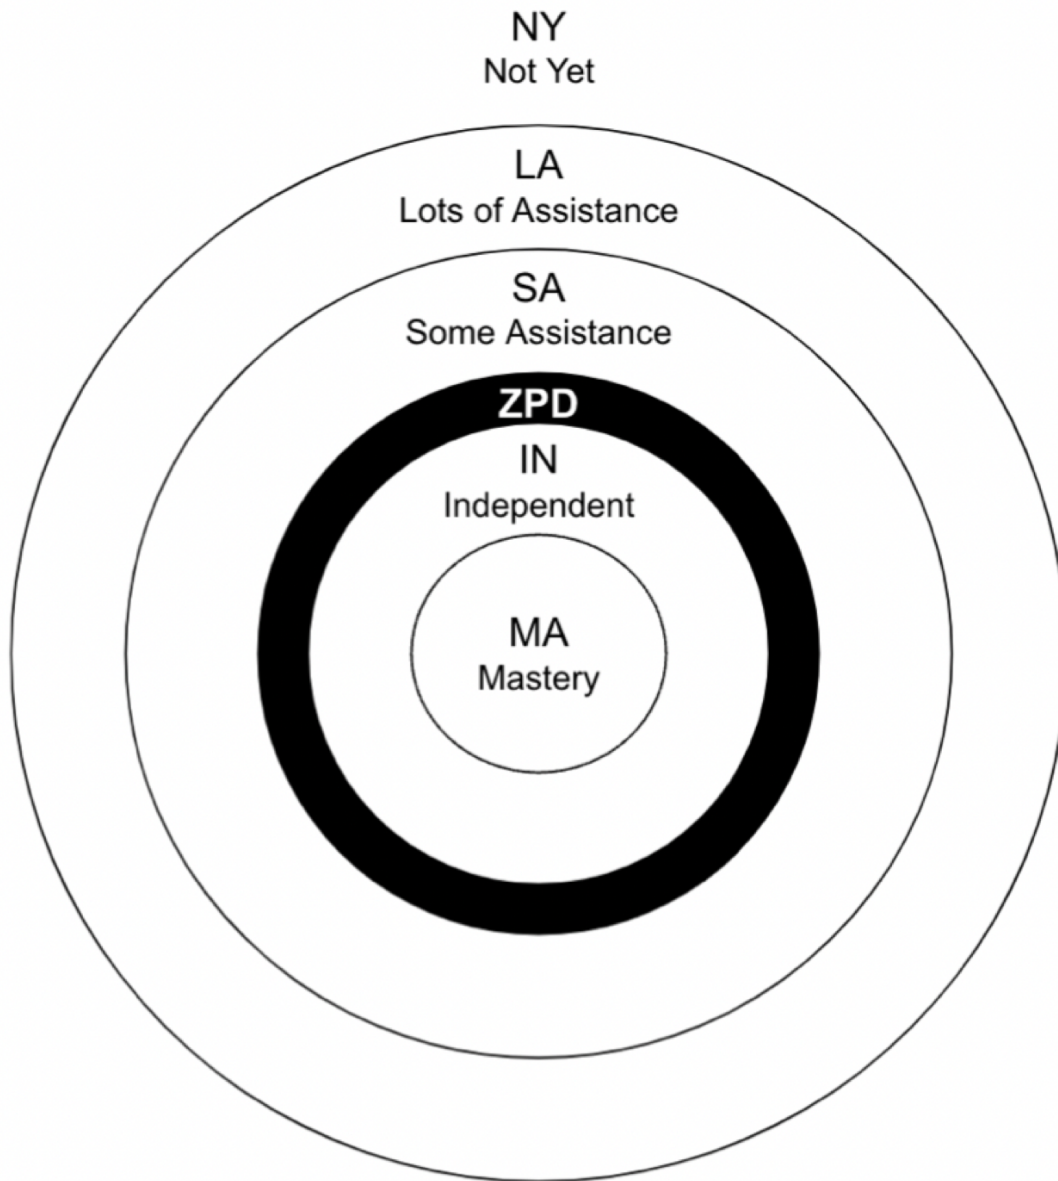 NY
Not Yet
LA
Lots of Assistance
SA
Some Assistance
ZPD
IN
Independent
MA
Mastery